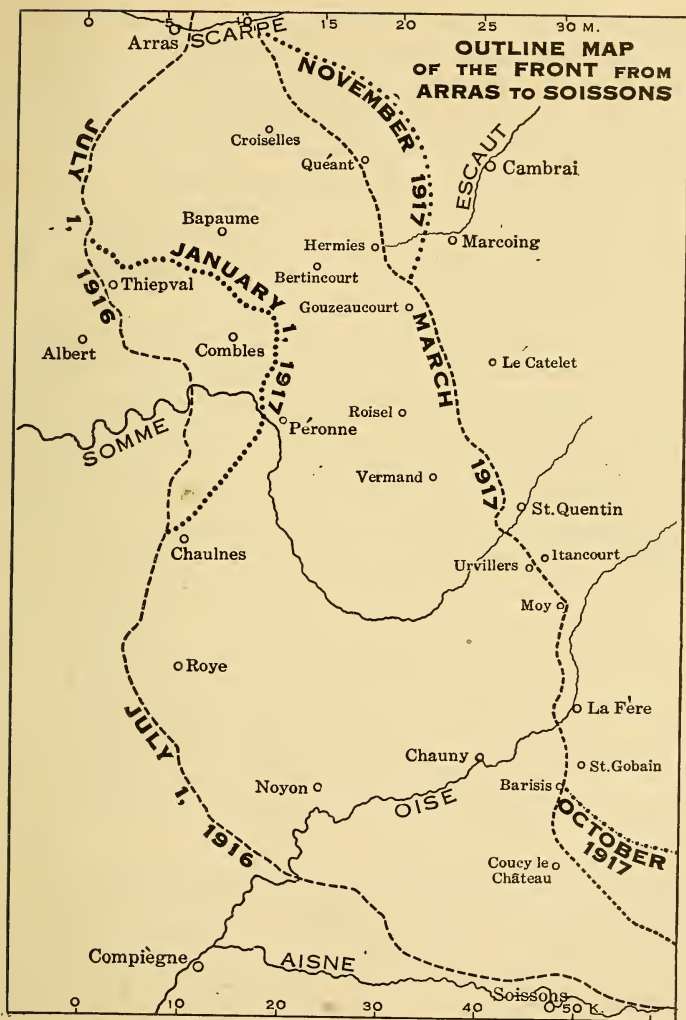 0 5 10 15 20 25 30 M.
Arras
SCARPE
OUTLINE MAP
OF THE FRONT FROM
ARRAS TO SOISSONS
NOVEMBER 1917
JULY 1, 1916
Croiselles
Quéant
ESCAUT
Cambrai
Bapaume
Hermies
Marcoing
JANUARY 1, 1917
Bertincourt
Thiepval
Gouzeaucourt
MARCH 1917
Albert
Combles
Le Catelet
Roisel
Péronne
SOMME
Vermand
St.Quentin
Chaulnes
Itancourt
Urvillers
Moy
Roye
La Fère
JULY 1, 1916
Chauny
St.Gobain
Noyon
Barisis
OISE
OCTOBER
1917
Coucy le
Château
Compiègne
AISNE
Soissons
0 10 20 30 40 50 K.